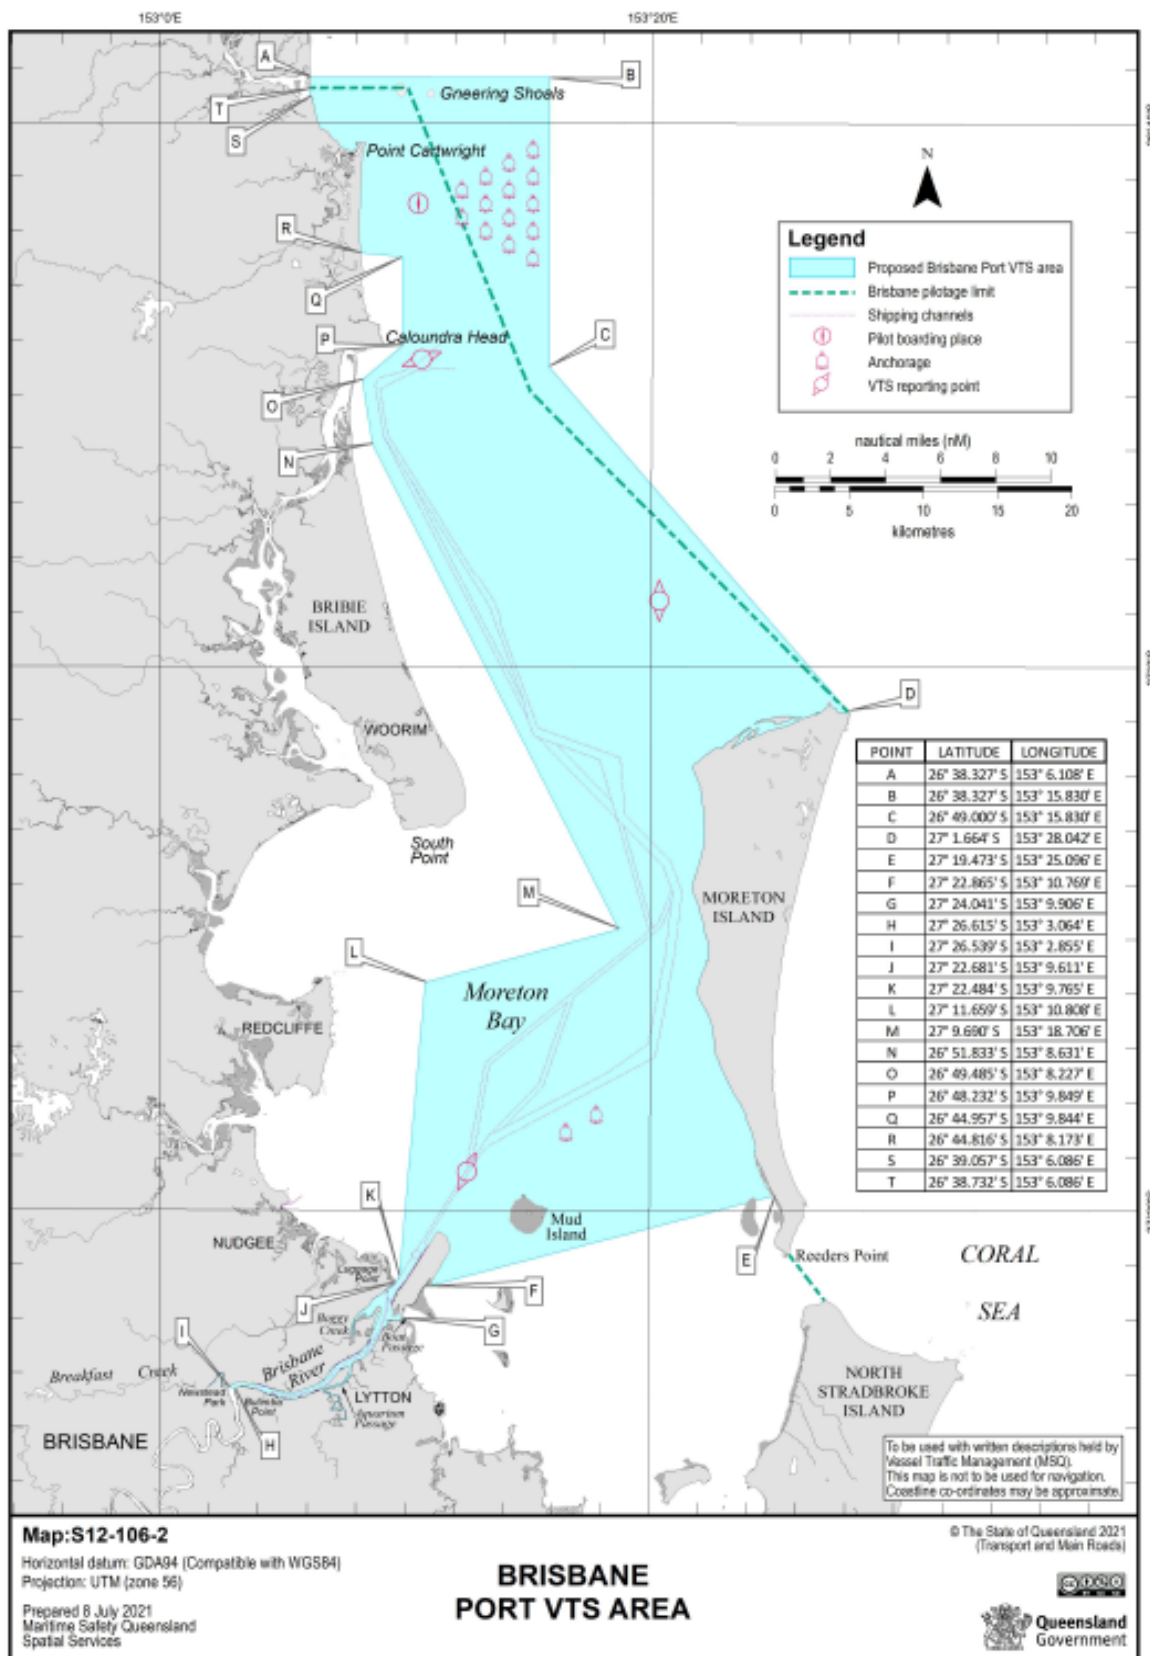 153°0'E
153°20'E
A
B
T
Gneering Shoals
S
Point Cartwright
N
R
Q
Legend
Proposed Brisbane Port VTS area
Brisbane pilotage limit
Shipping channels
Pilot boarding place
Anchorage
VTS reporting point
P
Caloundra Head
C
O
N
nautical miles (nM)
0 2 4 6 8 10
0 5 10 15 20
kilometres
BRIBIE
ISLAND
WOORIM
D
South
Point
M
MORETON
ISLAND
L
Moreton
Bay
REDCLIFFE
POINT LATITUDE LONGITUDE
A 26° 38.327' S 153° 6.108' E
B 26° 38.327' S 153° 15.830' E
C 26° 49.000' S 153° 15.830' E
D 27° 1.664' S 153° 28.042' E
E 27° 19.473' S 153° 25.096' E
F 27° 22.865' S 153° 10.769' E
G 27° 24.041' S 153° 9.906' E
H 27° 26.615' S 153° 3.064' E
I 27° 26.539' S 153° 2.855' E
J 27° 22.681' S 153° 9.611' E
K 27° 22.484' S 153° 9.765' E
L 27° 11.659' S 153° 10.808' E
M 27° 9.690' S 153° 18.706' E
N 26° 51.833' S 153° 8.631' E
O 26° 49.485' S 153° 8.227' E
P 26° 48.232' S 153° 9.849' E
Q 26° 44.957' S 153° 9.844' E
R 26° 44.816' S 153° 8.173' E
S 26° 39.057' S 153° 6.086' E
T 26° 38.732' S 153° 6.086' E
K
Mud
Island
NUDGEE
Luggage
Point
E
Reeders Point
CORAL
SEA
J
F
G
Boggy
Creek
Boat
Passage
I
Brisbane
River
Breakfast Creek
Newstead
Park
Bulimba
Point
LYTTON
Aquarium
Passage
H
BRISBANE
NORTH
STRADBROKE
ISLAND
To be used with written descriptions held by
Vessel Traffic Management (MSQ).
This map is not to be used for navigation.
Coastline co-ordinates may be approximate.
Map:S12-106-2
Horizontal datum: GDA94 (Compatible with WGS84)
Projection: UTM (zone 56)
Prepared 8 July 2021
Maritime Safety Queensland
Spatial Services
BRISBANE
PORT VTS AREA
© The State of Queensland 2021
(Transport and Main Roads)
Queensland
Government